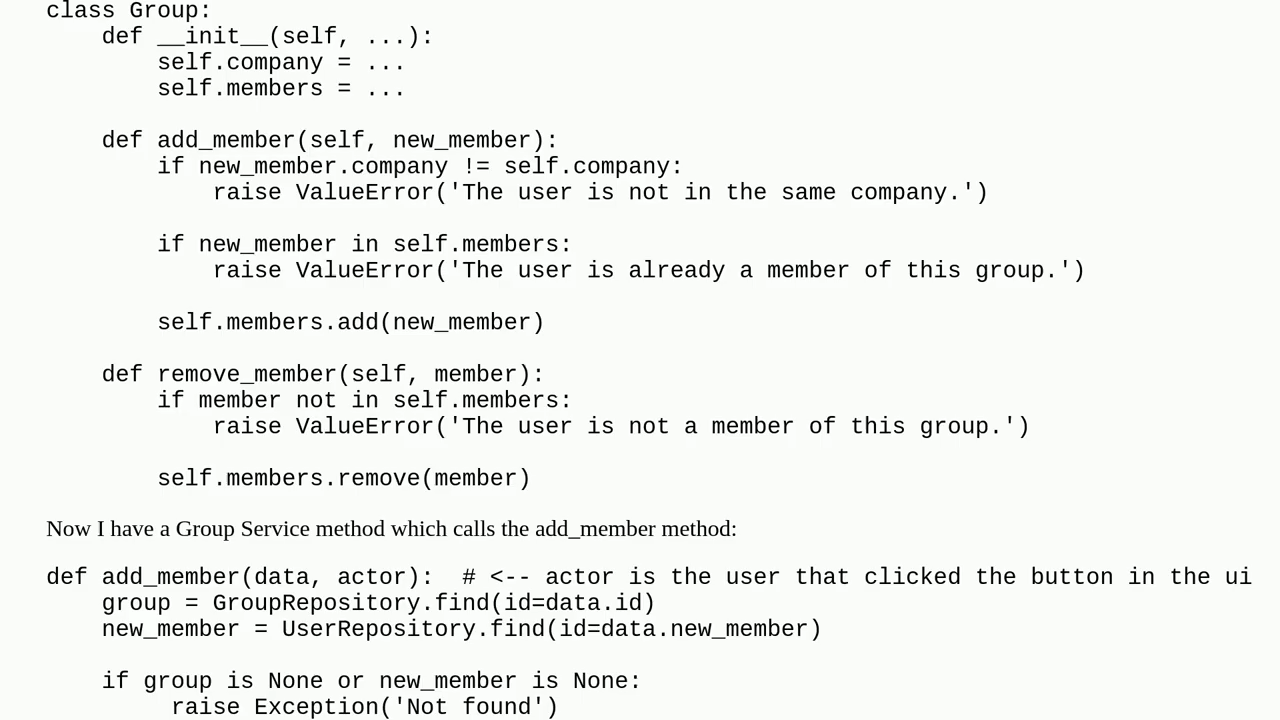 class Group:
    def __init__(self, ...):
        self.company = ...
        self.members = ...

    def add_member(self, new_member):
        if new_member.company != self.company:
            raise ValueError('The user is not in the same company.')

        if new_member in self.members:
            raise ValueError('The user is already a member of this group.')

        self.members.add(new_member)

    def remove_member(self, member):
        if member not in self.members:
            raise ValueError('The user is not a member of this group.')

        self.members.remove(member)

Now I have a Group Service method which calls the add_member method:

def add_member(data, actor):  # <-- actor is the user that clicked the button in the ui
    group = GroupRepository.find(id=data.id)
    new_member = UserRepository.find(id=data.new_member)

    if group is None or new_member is None:
         raise Exception('Not found')